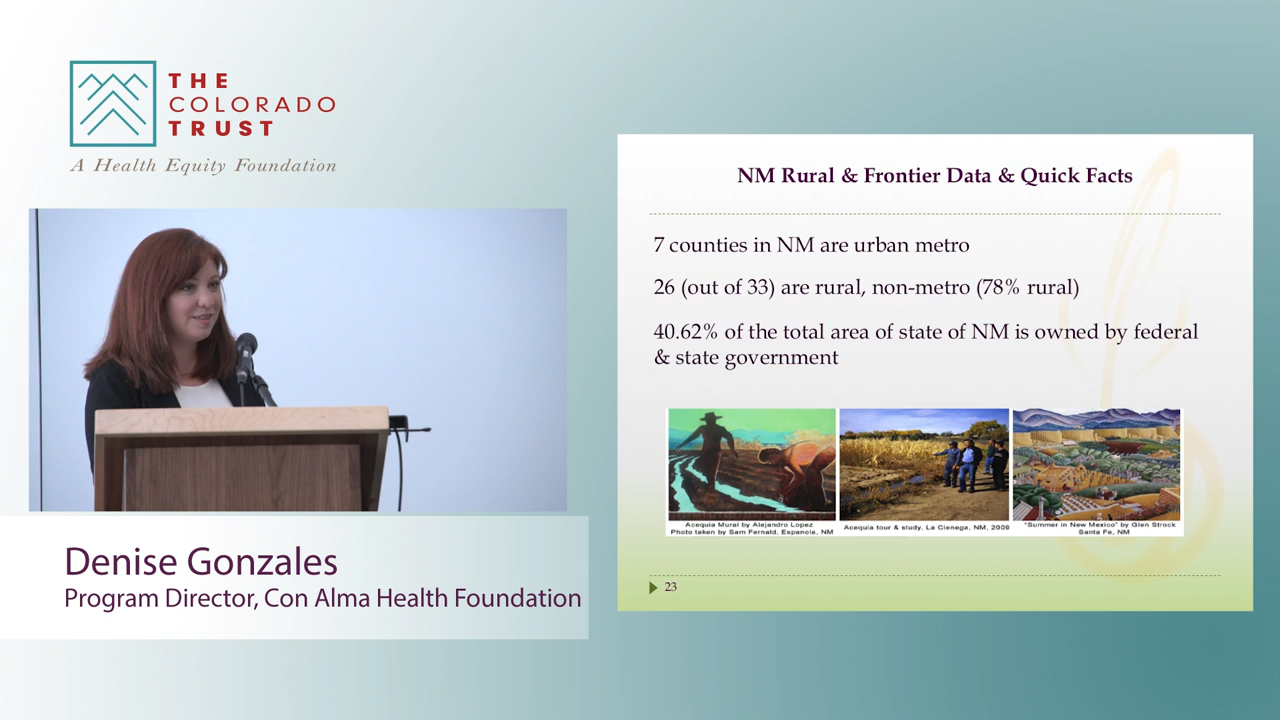 THE
COLORADO
TRUST
A Health Equity Foundation
Denise Gonzales
Program Director, Con Alma Health Foundation
NM Rural & Frontier Data & Quick Facts
7 counties in NM are urban metro
26 (out of 33) are rural, non-metro (78% rural)
40.62% of the total area of state of NM is owned by federal
& state government
Acequia Mural by Alejandro Lopez
Photo taken by Sam Fernald, Espancia, NM
Acequia tour & study, La Cienega, NM, 2009
"Summer in New Mexico" by Glen Strock
Santa Fe, NM
23